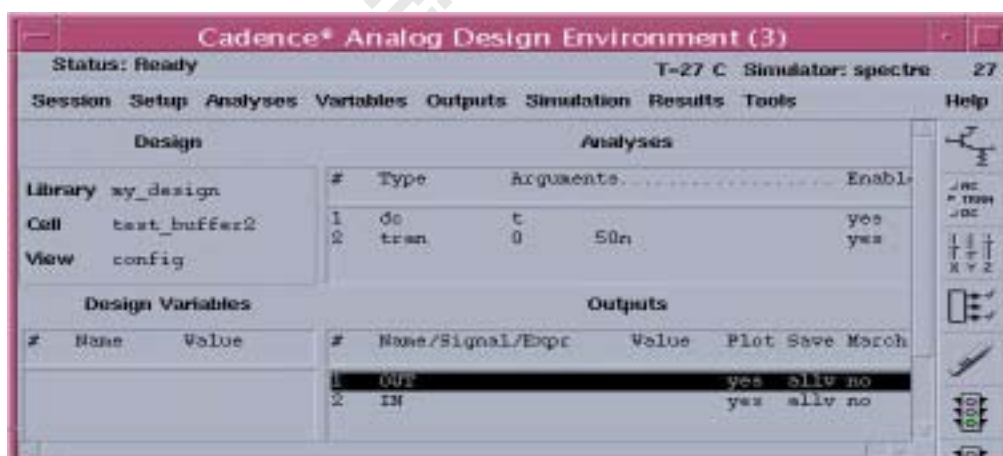 Cadence® Analog Design Environment (3)
Status: Ready T=27 C Simulator: spectre 27
Session Setup Analyses Variables Outputs Simulation Results Tools Help
Design
Library my_design
Cell test_buffer2
View config
Analyses
# Type Arguments..................... Enable
1 dc t yes
2 tran 0 50n yes
Design Variables
# Name Value
Outputs
# Name/Signal/Expr Value Plot Save March
1 OUT yes allv no
2 IN yes allv no
AC
TRAN
DC
X Y Z